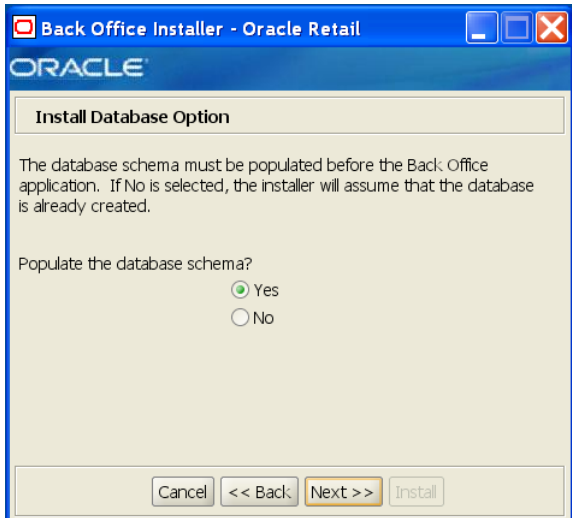 Back Office Installer - Oracle Retail
ORACLE
Install Database Option
The database schema must be populated before the Back Office
application. If No is selected, the installer will assume that the database
is already created.
Populate the database schema?
Yes
No
Cancel << Back Next >> Install